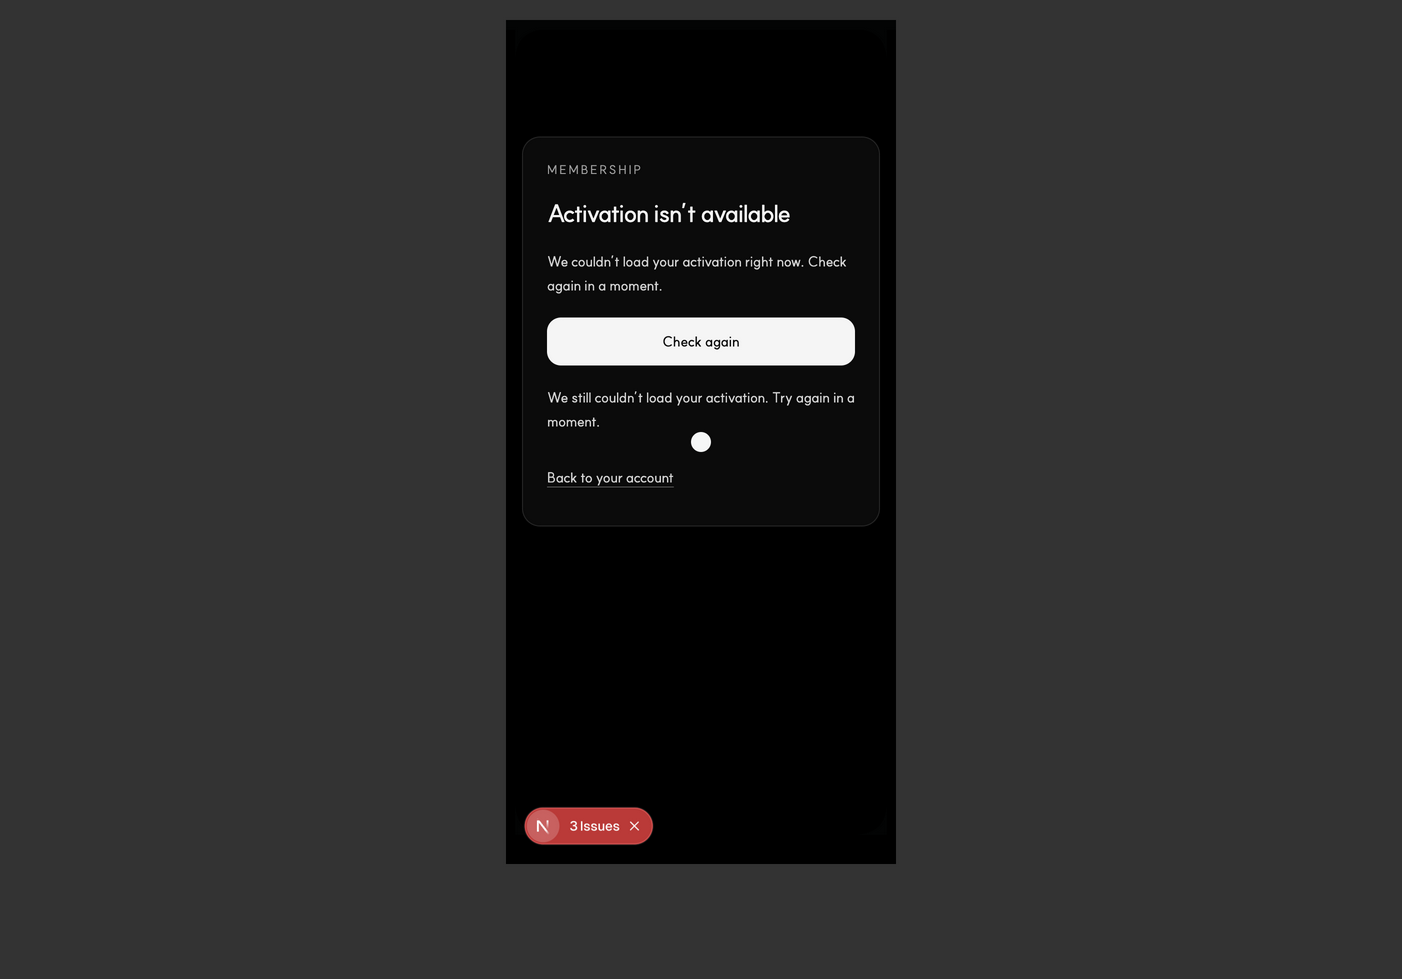 MEMBERSHIP
Activation isn't available
We couldn't load your activation right now. Check
again in a moment.
Check again
We still couldn't load your activation. Try again in a
moment.
Back to your account
N 3 Issues